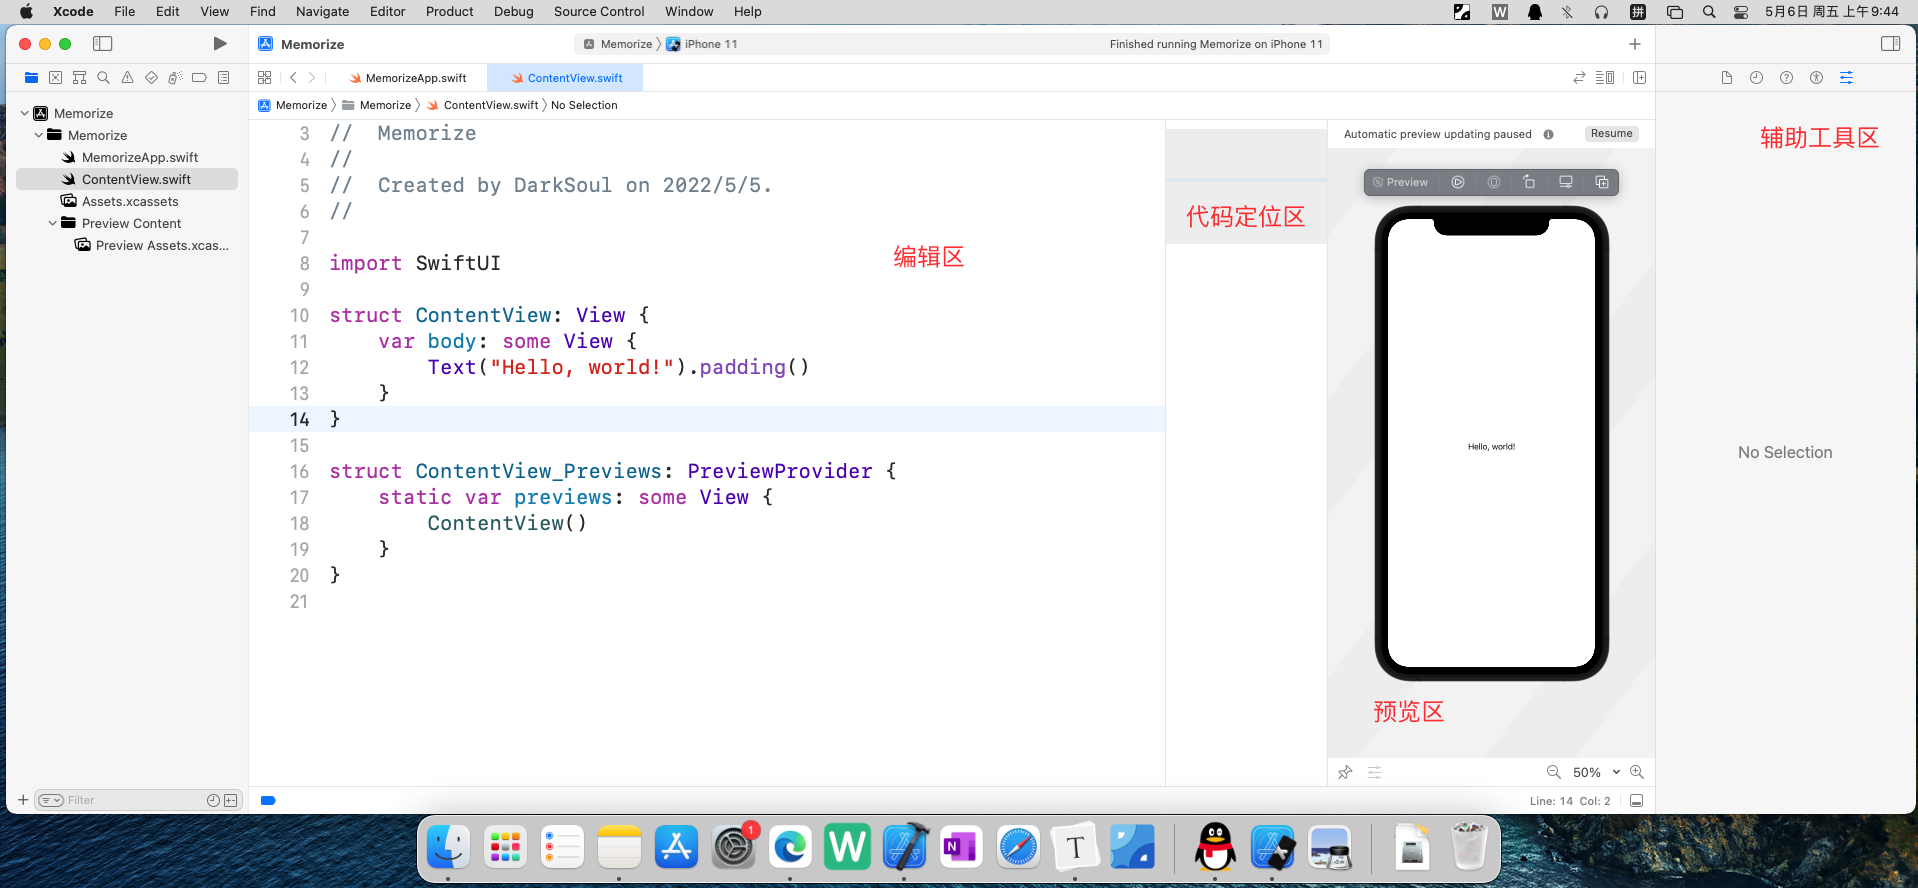 Xcode File Edit View Find Navigate Editor Product Debug Source Control Window Help
W 拼 5月6日 周五 上午9:44
Memorize
Memorize 〉 iPhone 11
Finished running Memorize on iPhone 11
MemorizeApp.swift
ContentView.swift
Memorize 〉 Memorize 〉 ContentView.swift 〉 No Selection
Memorize
Memorize
MemorizeApp.swift
ContentView.swift
Assets.xcassets
Preview Content
Preview Assets.xcas...
Filter
3 //  Memorize
4 //
5 //  Created by DarkSoul on 2022/5/5.
6 //
7
8 import SwiftUI
9
10 struct ContentView: View {
11     var body: some View {
12         Text("Hello, world!").padding()
13     }
14 }
15
16 struct ContentView_Previews: PreviewProvider {
17     static var previews: some View {
18         ContentView()
19     }
20 }
21
编辑区
代码定位区
Automatic preview updating paused
Resume
Preview
Hello, world!
预览区
50%
辅助工具区
No Selection
Line: 14 Col: 2
1
W
N
T